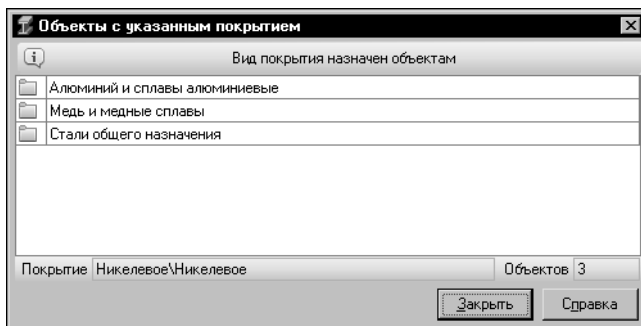 Объекты с указанным покрытием
Вид покрытия назначен объектам
Алюминий и сплавы алюминиевые
Медь и медные сплавы
Стали общего назначения
Покрытие Никелевое\Никелевое Объектов 3
Закрыть Справка